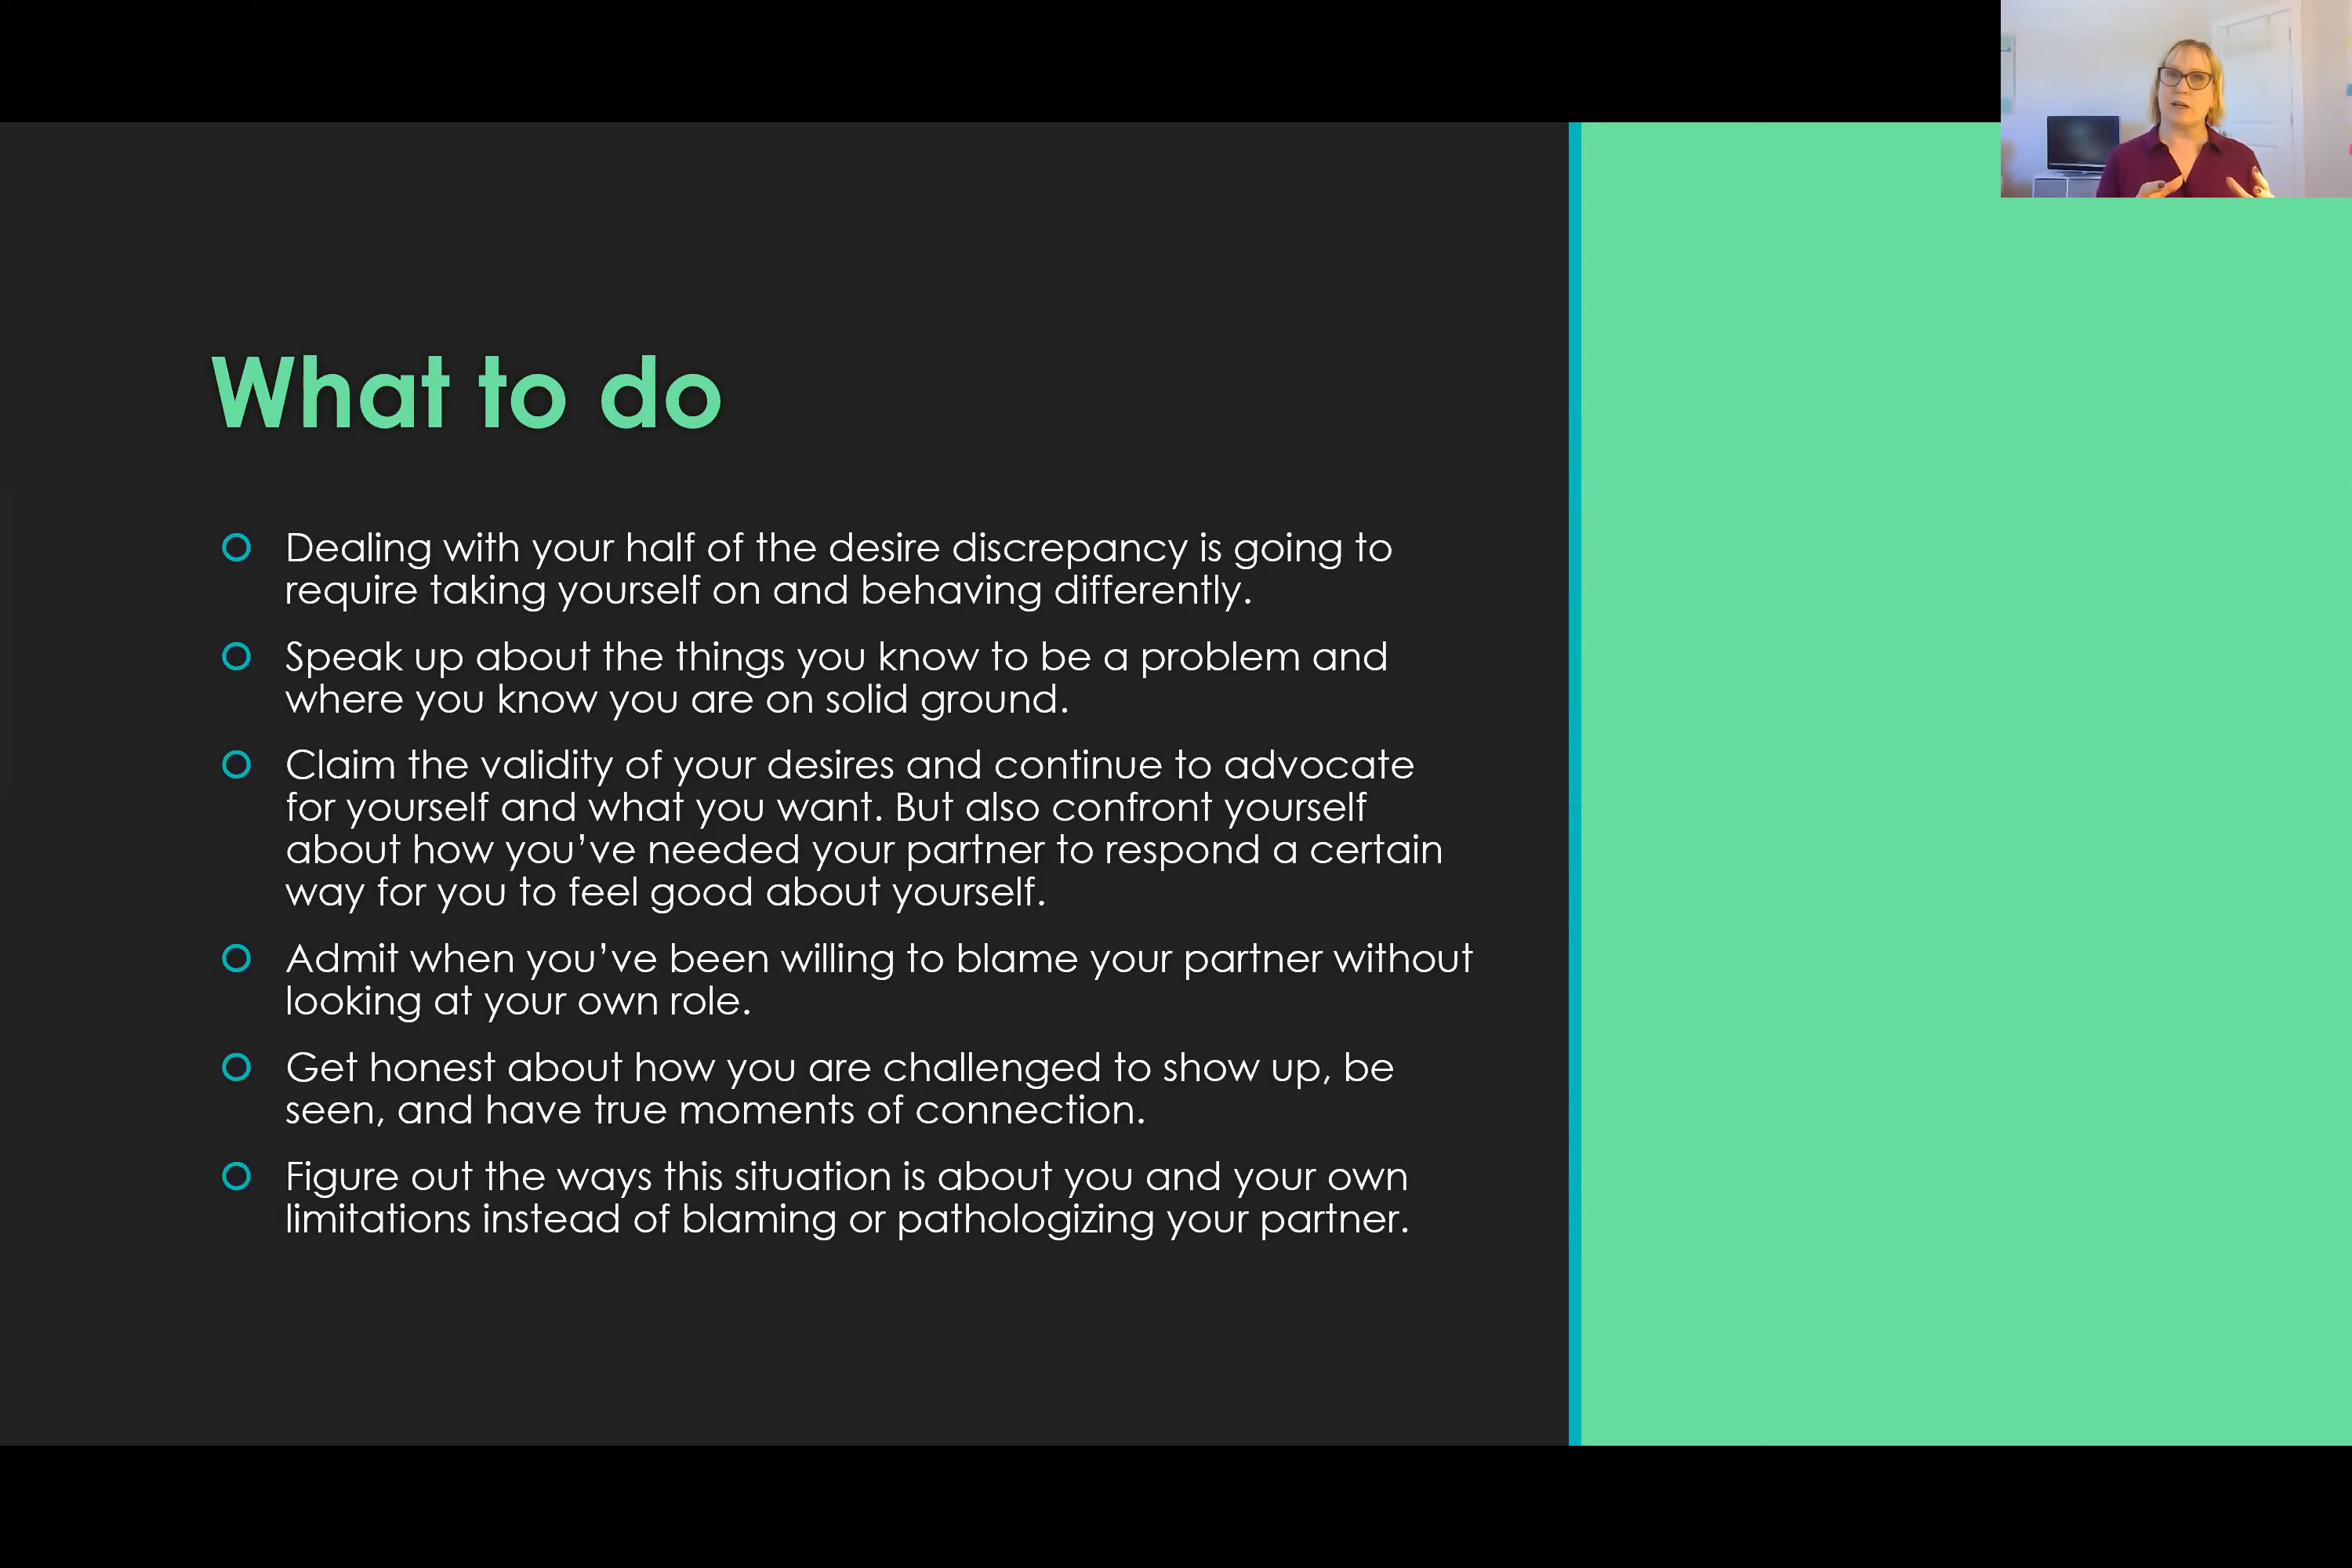 What to do
Dealing with your half of the desire discrepancy is going to
require taking yourself on and behaving differently.
Speak up about the things you know to be a problem and
where you know you are on solid ground.
Claim the validity of your desires and continue to advocate
for yourself and what you want. But also confront yourself
about how you’ve needed your partner to respond a certain
way for you to feel good about yourself.
Admit when you’ve been willing to blame your partner without
looking at your own role.
Get honest about how you are challenged to show up, be
seen, and have true moments of connection.
Figure out the ways this situation is about you and your own
limitations instead of blaming or pathologizing your partner.